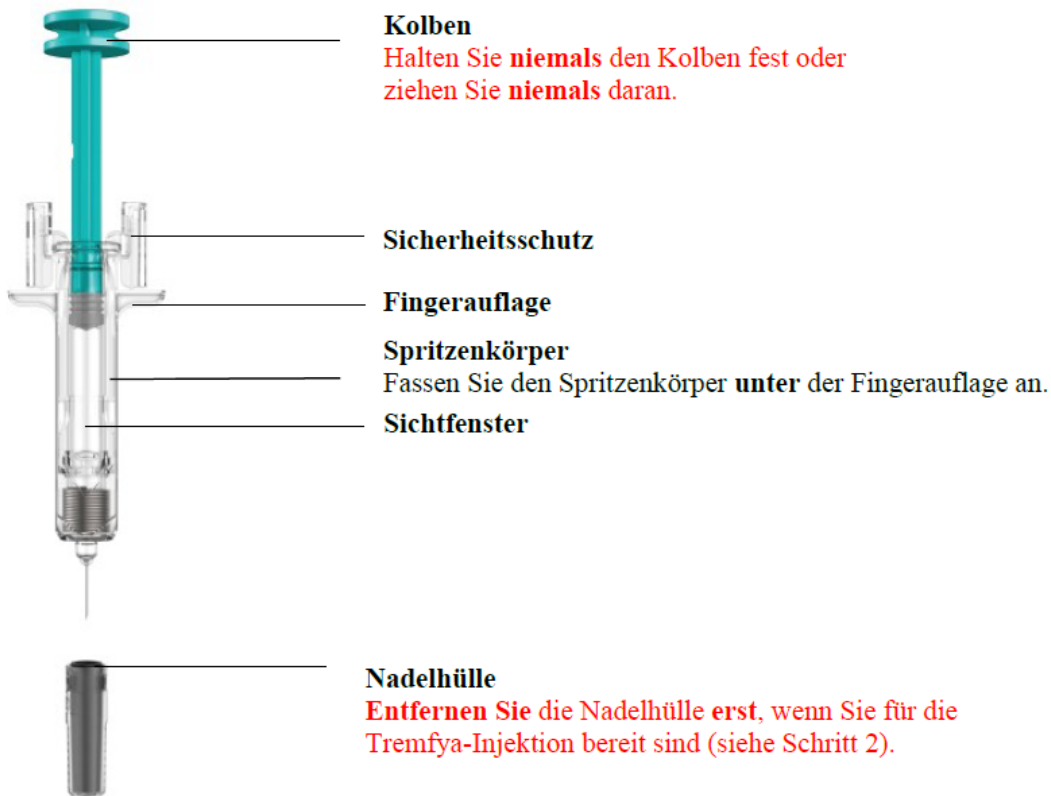 Kolben
Halten Sie niemals den Kolben fest oder
ziehen Sie niemals daran.
Sicherheitsschutz
Fingerauflage
Spritzenkörper
Fassen Sie den Spritzenkörper unter der Fingerauflage an.
Sichtfenster
Nadelhülle
Entfernen Sie die Nadelhülle erst, wenn Sie für die
Tremfya-Injektion bereit sind (siehe Schritt 2).